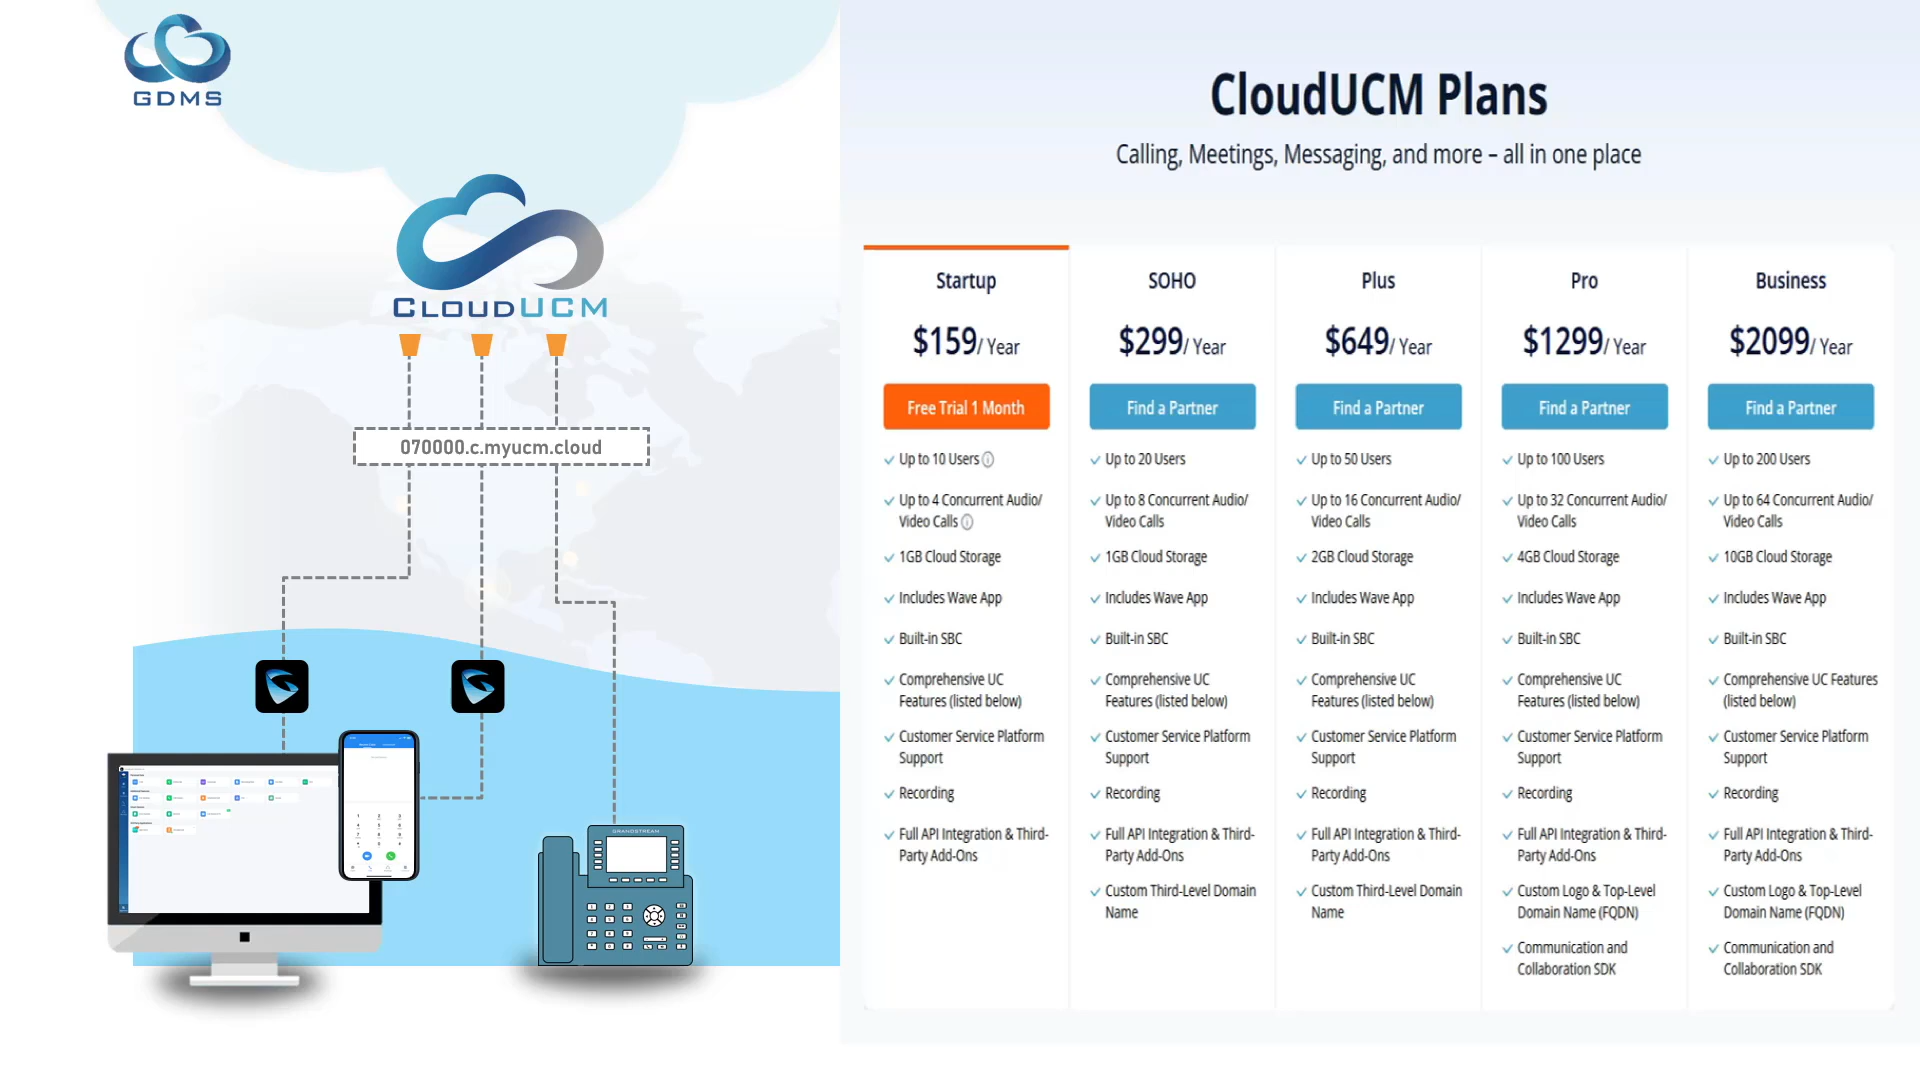 GDMS
CLOUDUCM
070000.c.myucm.cloud
GRANDSTREAM
CloudUCM Plans
Calling, Meetings, Messaging, and more – all in one place
Startup
$159/ Year
Free Trial 1 Month
Up to 10 Users
Up to 4 Concurrent Audio/
Video Calls
1GB Cloud Storage
Includes Wave App
Built-in SBC
Comprehensive UC
Features (listed below)
Customer Service Platform
Support
Recording
Full API Integration & Third-
Party Add-Ons
SOHO
$299/ Year
Find a Partner
Up to 20 Users
Up to 8 Concurrent Audio/
Video Calls
1GB Cloud Storage
Includes Wave App
Built-in SBC
Comprehensive UC
Features (listed below)
Customer Service Platform
Support
Recording
Full API Integration & Third-
Party Add-Ons
Custom Third-Level Domain
Name
Plus
$649/ Year
Find a Partner
Up to 50 Users
Up to 16 Concurrent Audio/
Video Calls
2GB Cloud Storage
Includes Wave App
Built-in SBC
Comprehensive UC
Features (listed below)
Customer Service Platform
Support
Recording
Full API Integration & Third-
Party Add-Ons
Custom Third-Level Domain
Name
Pro
$1299/ Year
Find a Partner
Up to 100 Users
Up to 32 Concurrent Audio/
Video Calls
4GB Cloud Storage
Includes Wave App
Built-in SBC
Comprehensive UC
Features (listed below)
Customer Service Platform
Support
Recording
Full API Integration & Third-
Party Add-Ons
Custom Logo & Top-Level
Domain Name (FQDN)
Communication and
Collaboration SDK
Business
$2099/ Year
Find a Partner
Up to 200 Users
Up to 64 Concurrent Audio/
Video Calls
10GB Cloud Storage
Includes Wave App
Built-in SBC
Comprehensive UC Features
(listed below)
Customer Service Platform
Support
Recording
Full API Integration & Third-
Party Add-Ons
Custom Logo & Top-Level
Domain Name (FQDN)
Communication and
Collaboration SDK